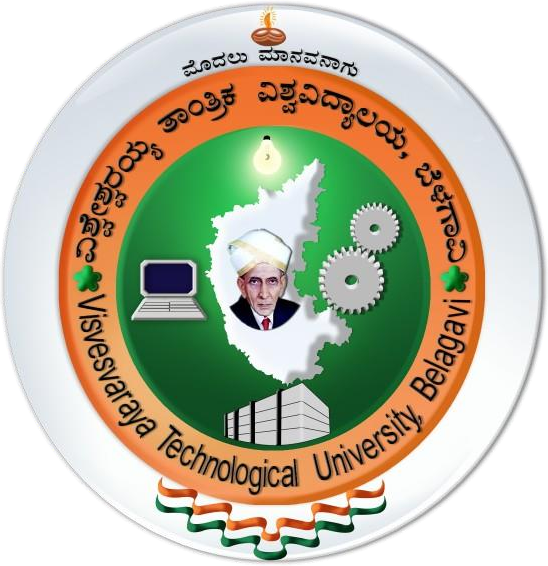 ಮೊದಲು ಮಾನವನಾಗು
ವಿಶ್ವೇಶ್ವರಯ್ಯ ತಾಂತ್ರಿಕ ವಿಶ್ವವಿದ್ಯಾಲಯ, ಬೆಳಗಾವಿ
Visvesvaraya Technological University, Belagavi